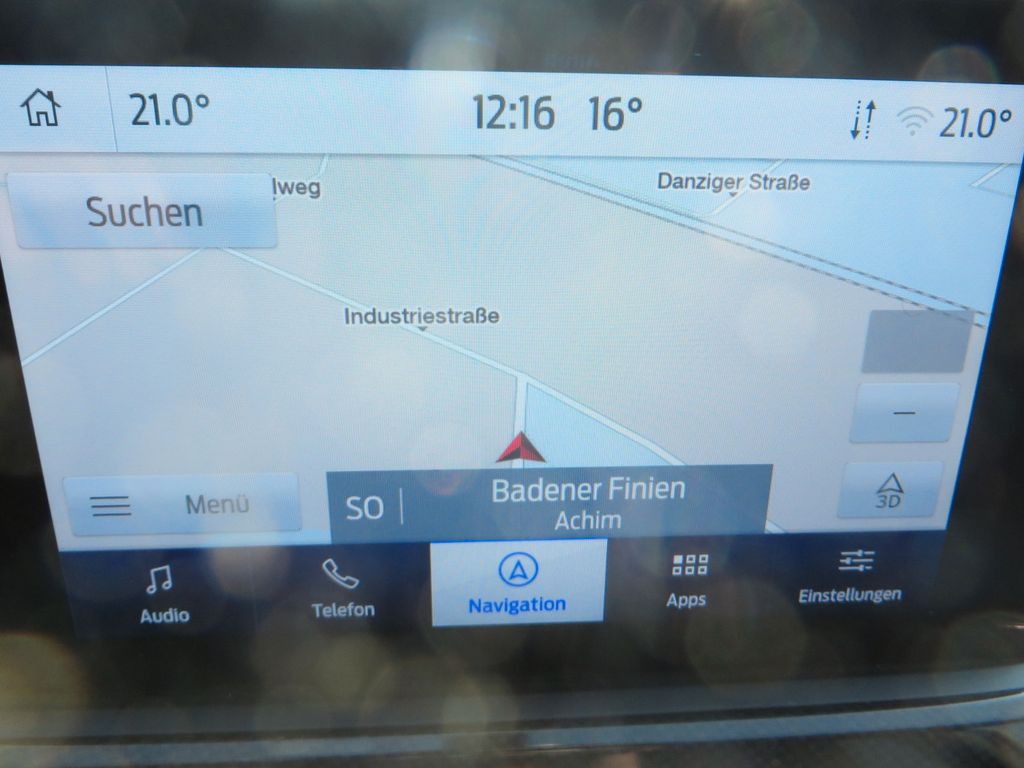 21.0° 12:16 16° 21.0°
Suchen
lweg
Danziger Straße
Industriestraße
3D
Menü
SO
Badener Finien
Achim
Audio
Telefon
Navigation
Apps
Einstellungen